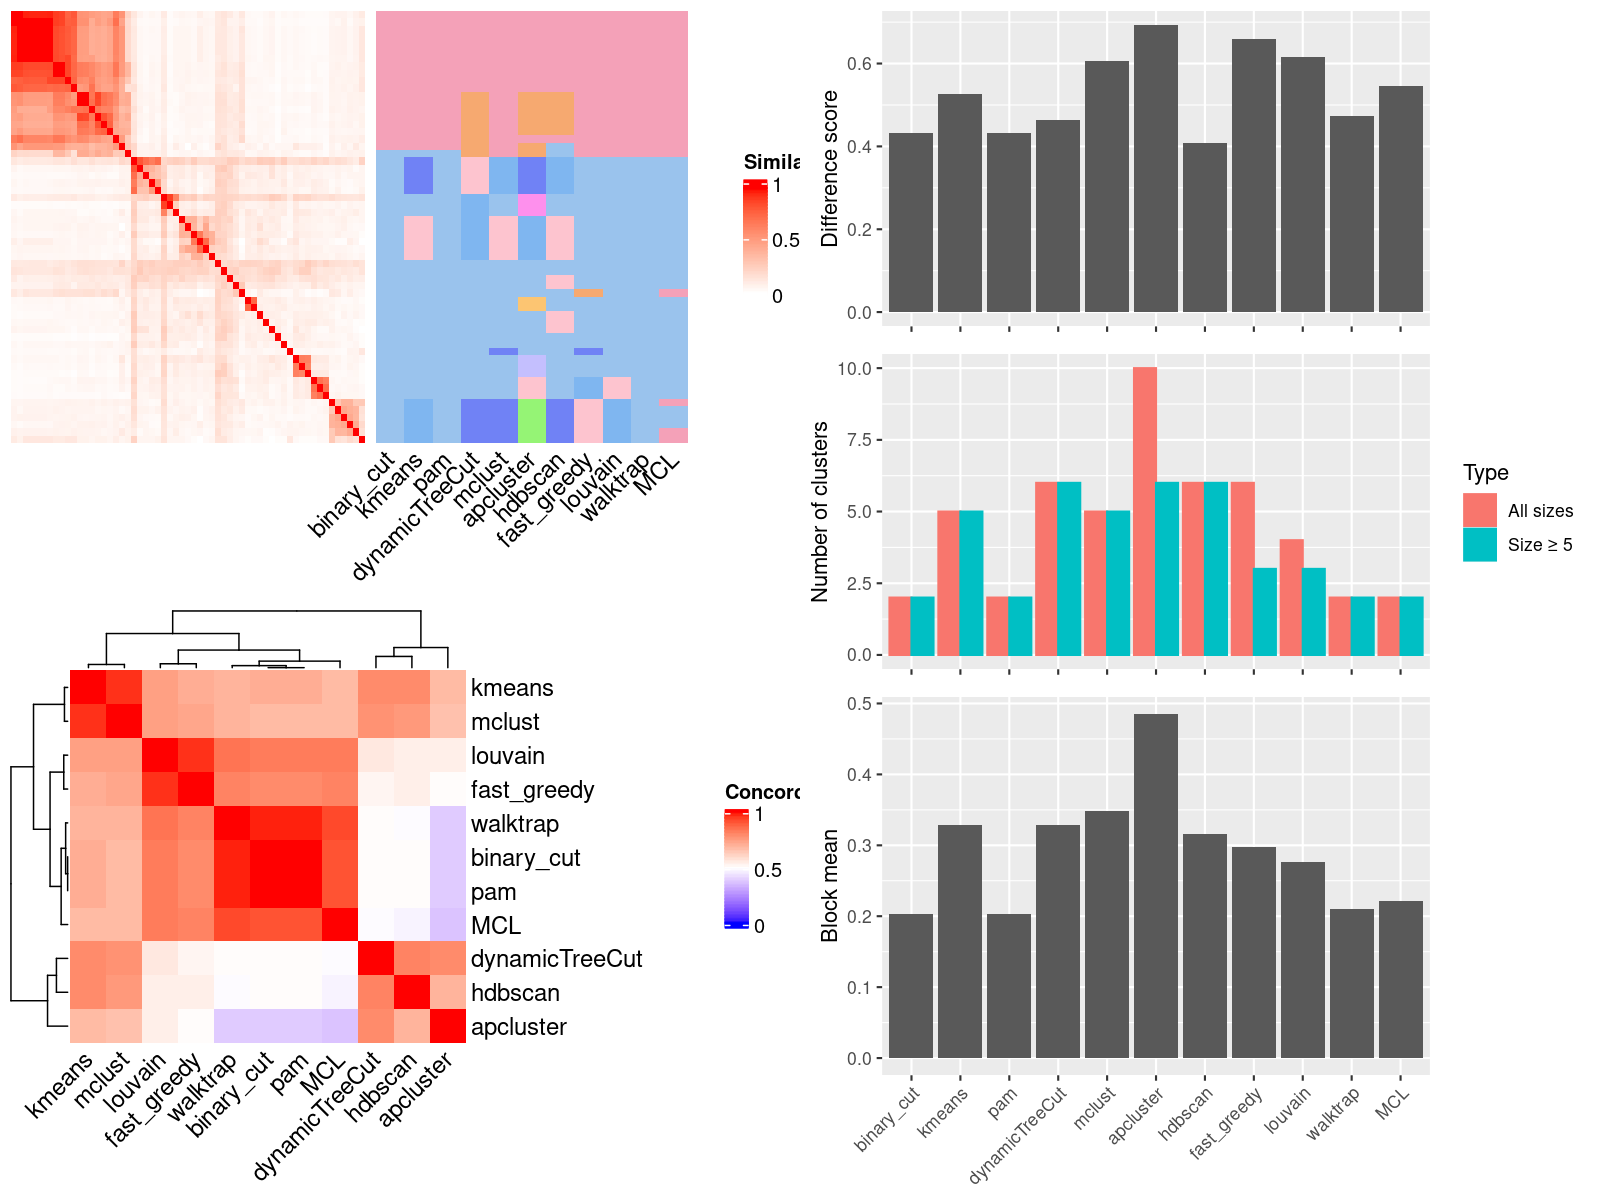 Simila
1
0.5
0
binary_cut
kmeans
pam
dynamicTreeCut
mclust
apcluster
hdbscan
fast_greedy
louvain
walktrap
MCL
kmeans
mclust
louvain
fast_greedy
walktrap
binary_cut
pam
MCL
dynamicTreeCut
hdbscan
apcluster
kmeans
mclust
louvain
fast_greedy
walktrap
binary_cut
pam
MCL
dynamicTreeCut
hdbscan
apcluster
Concord
1
0.5
0
Difference score
0.6
0.4
0.2
0.0
Number of clusters
10.0
7.5
5.0
2.5
0.0
Type
All sizes
Size ≥ 5
Block mean
0.5
0.4
0.3
0.2
0.1
0.0
binary_cut
kmeans
pam
dynamicTreeCut
mclust
apcluster
hdbscan
fast_greedy
louvain
walktrap
MCL